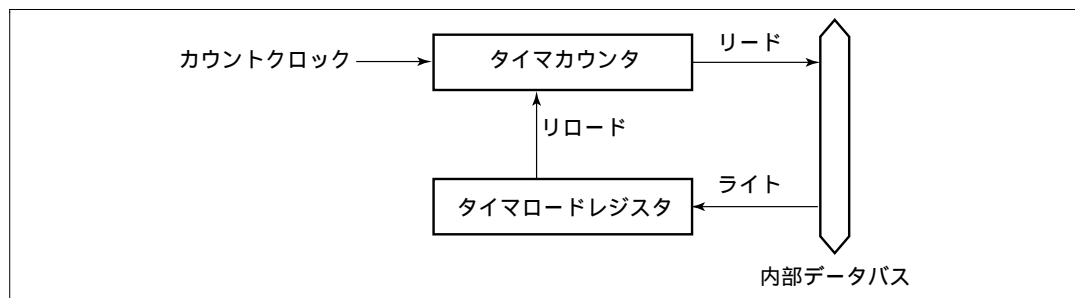 リード
カウントクロック
タイマカウンタ
リロード
ライト
タイマロードレジスタ
内部データバス